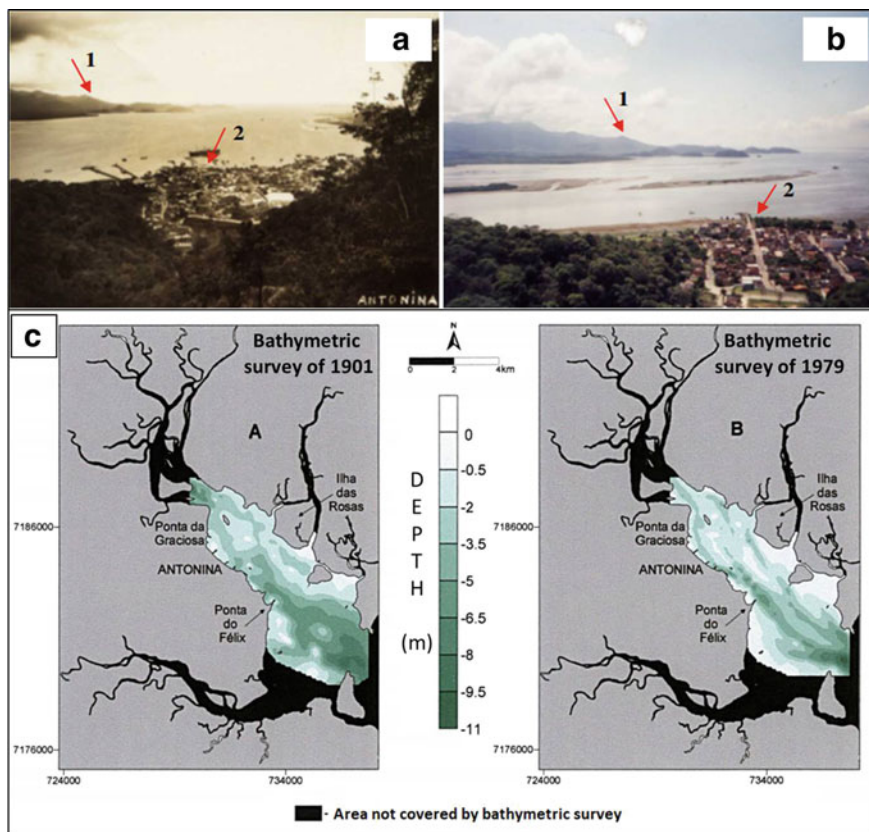 a
1
2
ANTONINA
b
1
2
c
Bathymetric
survey of 1901
A
Ilha
das
Rosas
Ponta da
Graciosa
ANTONINA
Ponta
do
Félix
7186000
7176000
724000
734000
N
0 2 4km
DEPTH
(m)
0
-0.5
-2
-3.5
-5
-6.5
-8
-9.5
-11
Bathymetric
survey of 1979
B
Ilha
das
Rosas
Ponta da
Graciosa
ANTONINA
Ponta
do
Félix
7186000
7176000
724000
734000
- Area not covered by bathymetric survey